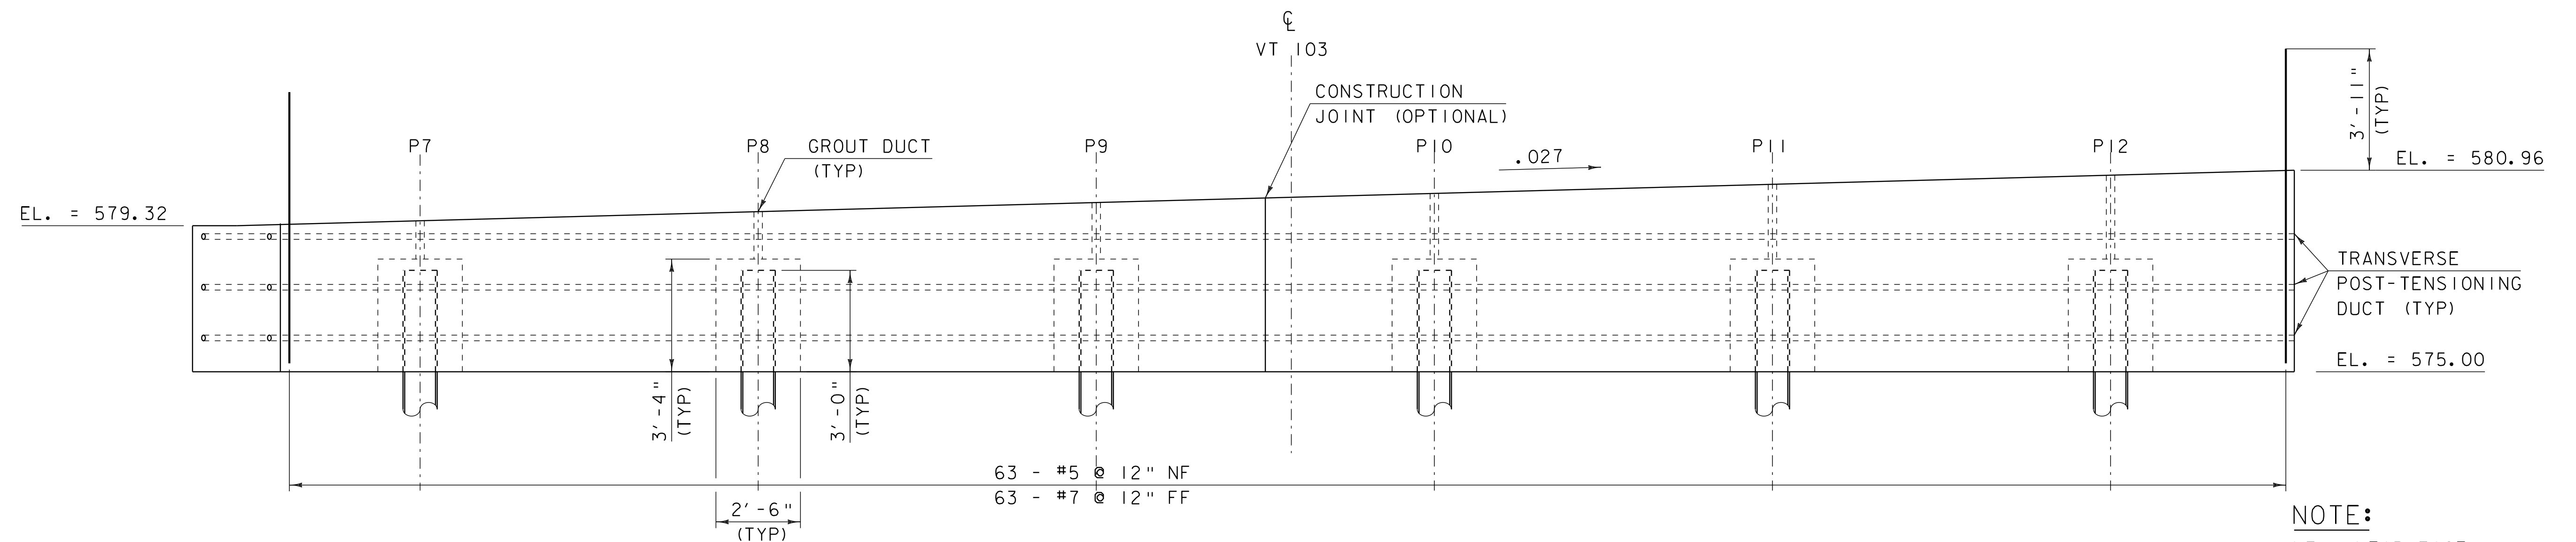 ℄
VT 103
CONSTRUCTION
JOINT (OPTIONAL)
3'-11"
(TYP)
P7
P8
GROUT DUCT
(TYP)
P9
P10
.027
P11
P12
EL. = 580.96
EL. = 579.32
TRANSVERSE
POST-TENSIONING
DUCT (TYP)
EL. = 575.00
3'-4"
(TYP)
3'-0"
(TYP)
63 - #5 @ 12" NF
63 - #7 @ 12" FF
2'-6"
(TYP)
NOTE: